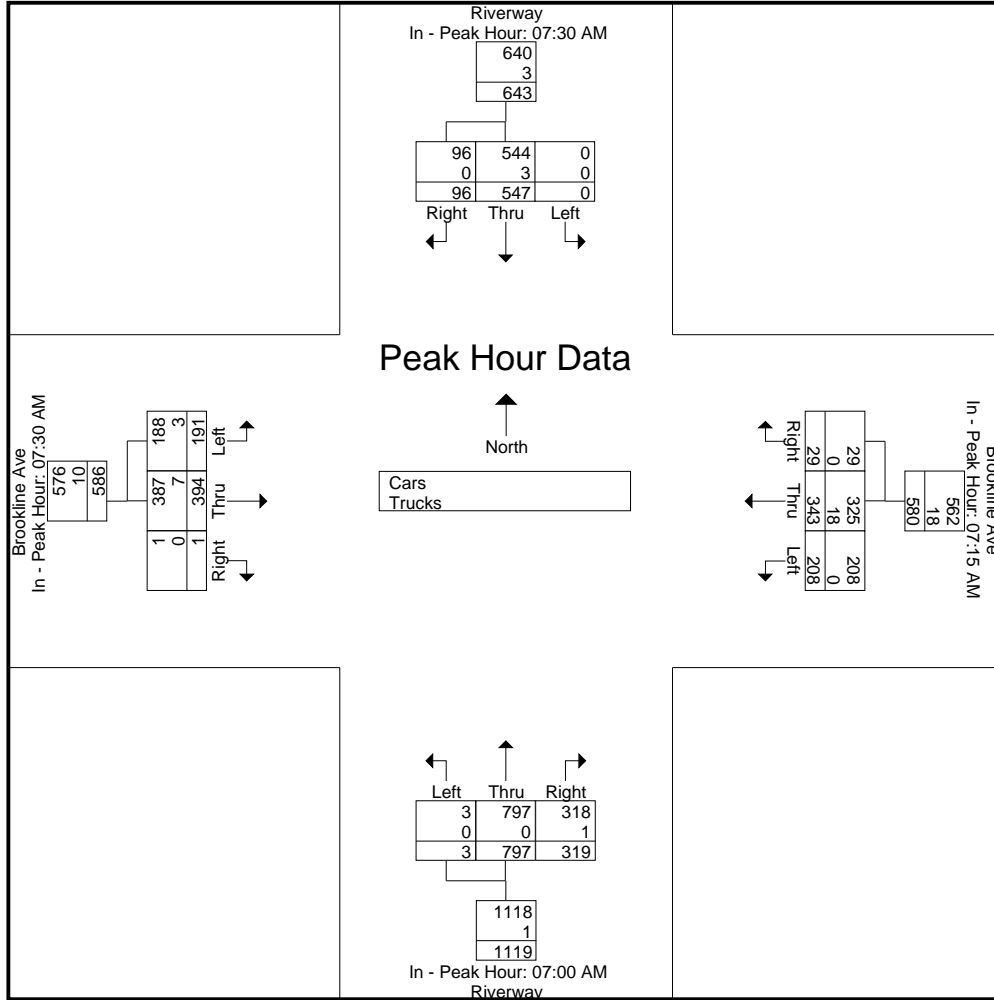 Riverway
In - Peak Hour: 07:30 AM
640
3
643
96 544 0
0 3 0
96 547 0
Right Thru Left
Peak Hour Data
North
Cars
Trucks
Brookline Ave
In - Peak Hour: 07:30 AM
576
10
586
188 387 1
3 7 0
191 394 1
Left Thru Right
Brookline Ave
In - Peak Hour: 07:15 AM
562
18
580
29 325 208
0 18 0
29 343 208
Right Thru Left
Left Thru Right
3 797 318
0 0 1
3 797 319
1118
1
1119
In - Peak Hour: 07:00 AM
Riverway